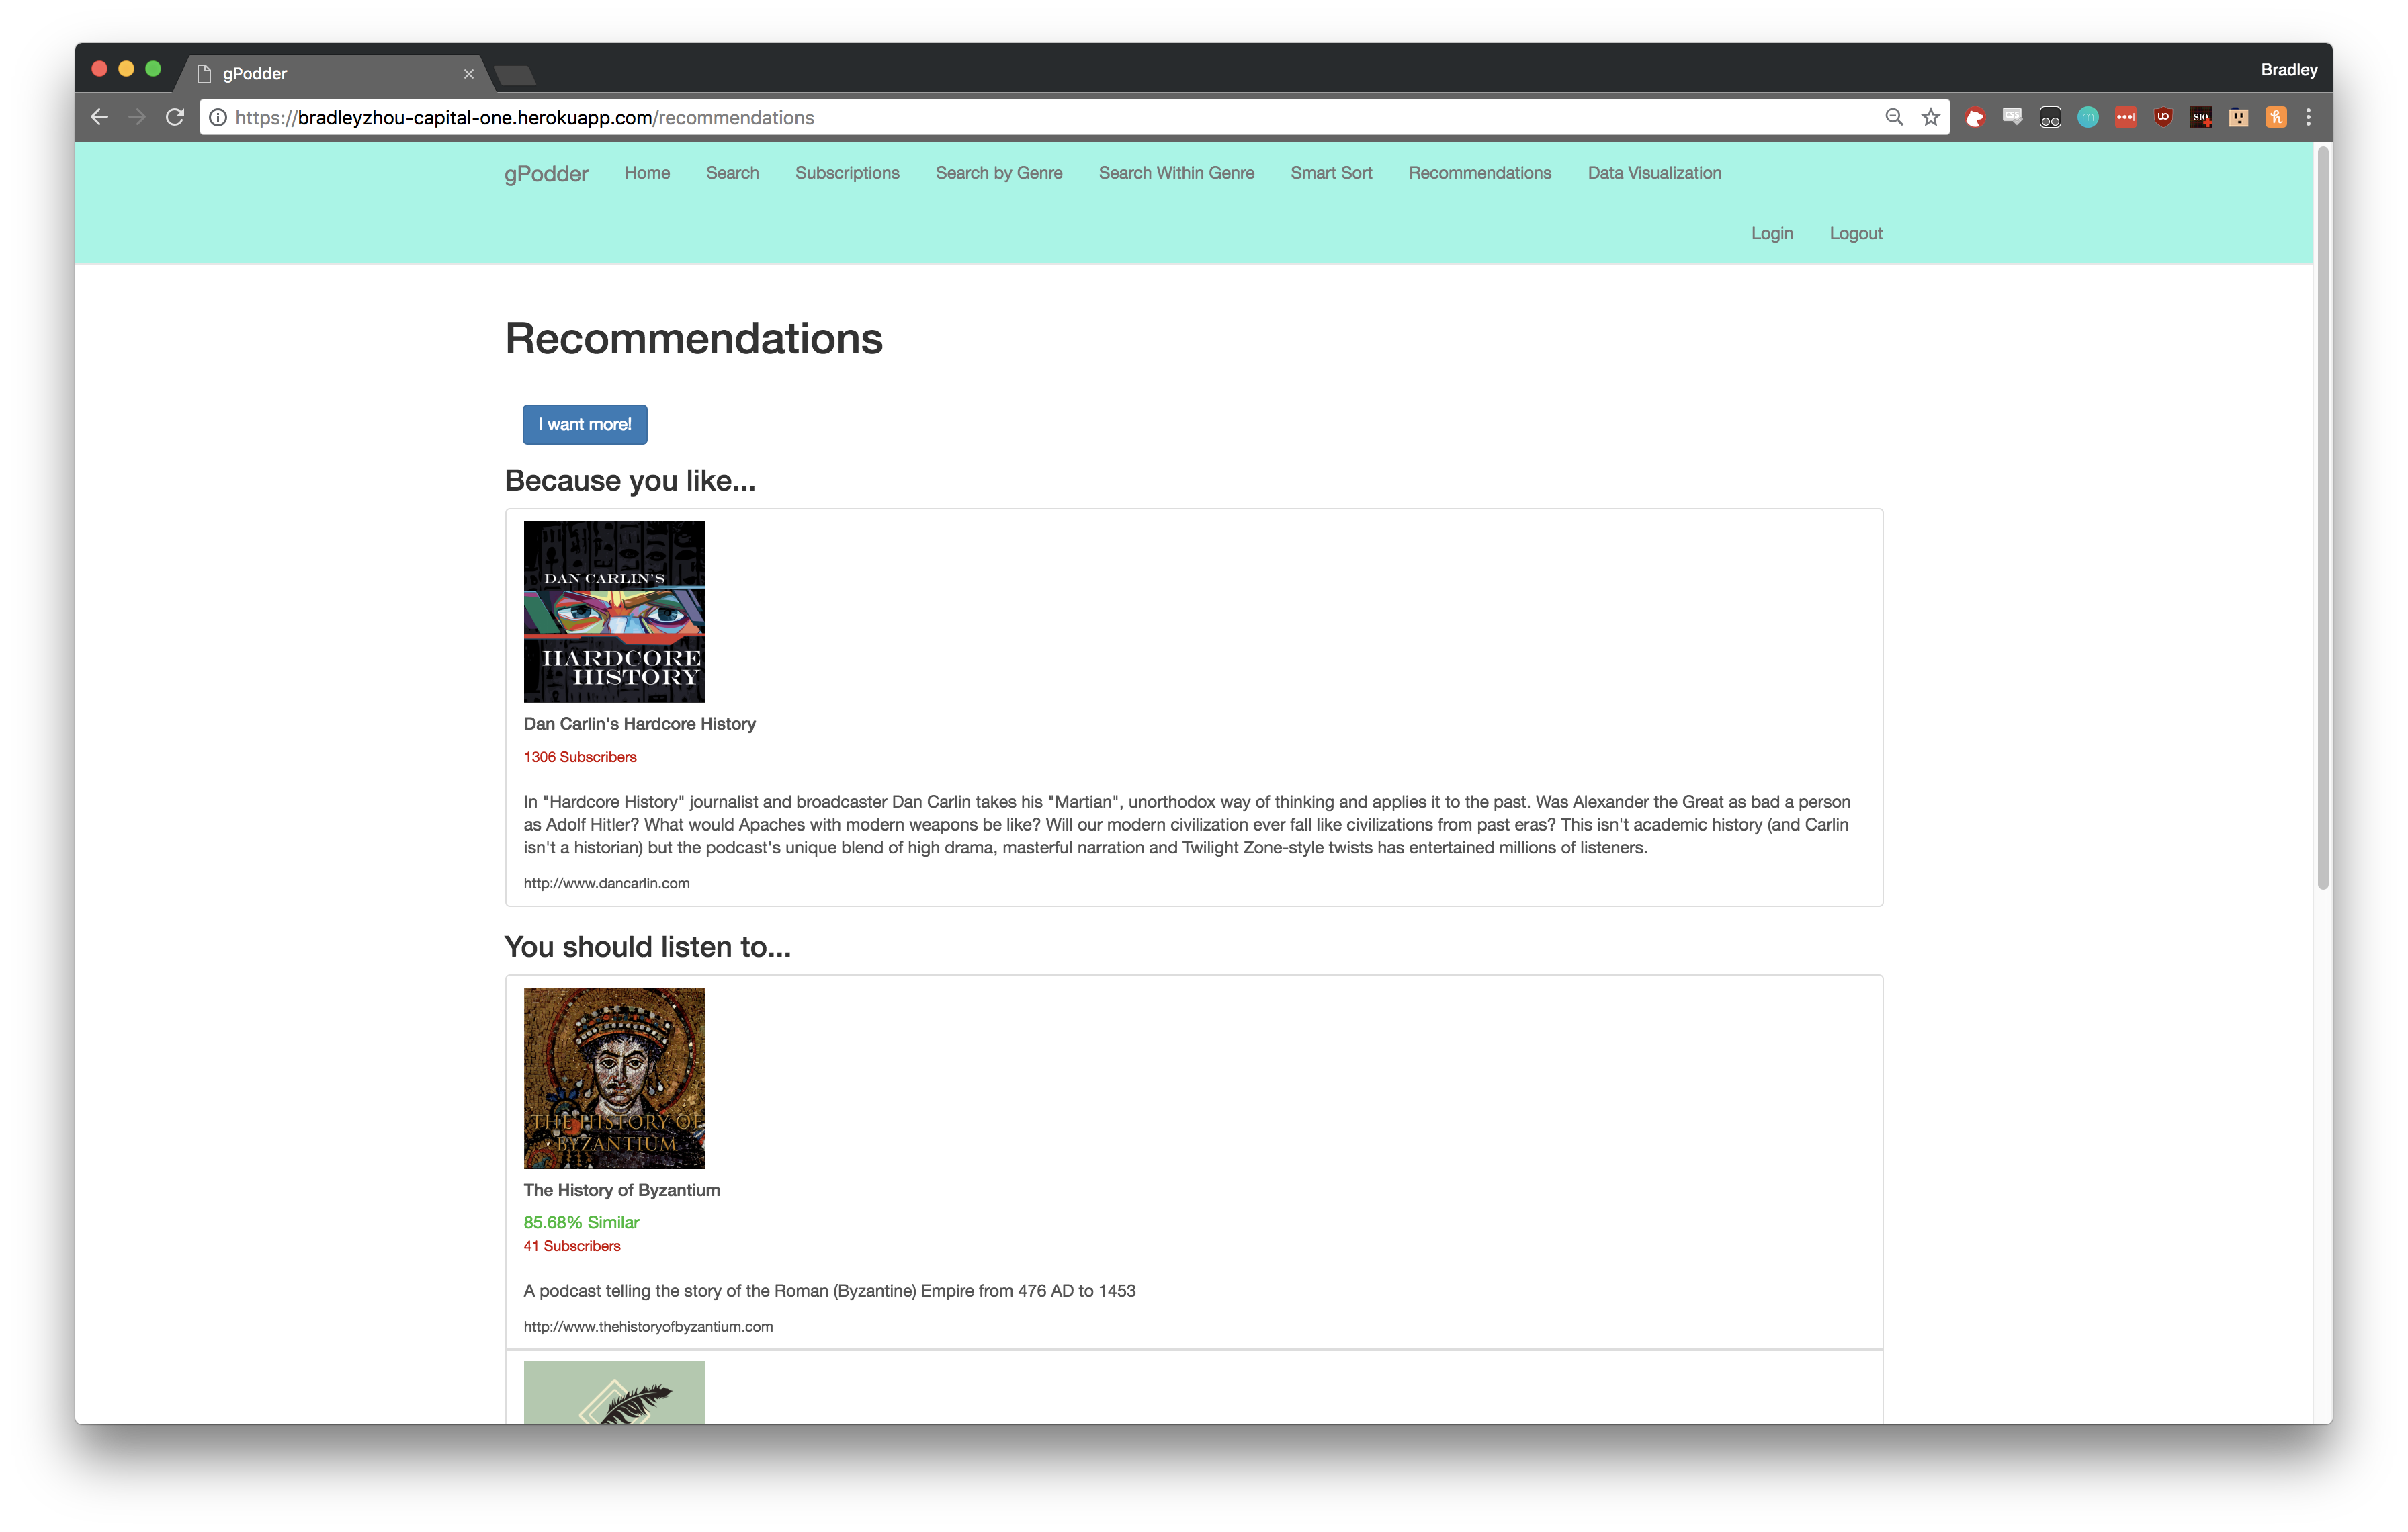 gPodder
Bradley
https://bradleyzhou-capital-one.herokuapp.com/recommendations
gPodder Home Search Subscriptions Search by Genre Search Within Genre Smart Sort Recommendations Data Visualization
Login Logout
Recommendations
I want more!
Because you like...
DAN CARLIN'S
HARDCORE
HISTORY
Dan Carlin's Hardcore History
1306 Subscribers
In "Hardcore History" journalist and broadcaster Dan Carlin takes his "Martian", unorthodox way of thinking and applies it to the past. Was Alexander the Great as bad a person
as Adolf Hitler? What would Apaches with modern weapons be like? Will our modern civilization ever fall like civilizations from past eras? This isn't academic history (and Carlin
isn't a historian) but the podcast's unique blend of high drama, masterful narration and Twilight Zone-style twists has entertained millions of listeners.
http://www.dancarlin.com
You should listen to...
THE HISTORY OF
BYZANTIUM
The History of Byzantium
85.68% Similar
41 Subscribers
A podcast telling the story of the Roman (Byzantine) Empire from 476 AD to 1453
http://www.thehistoryofbyzantium.com